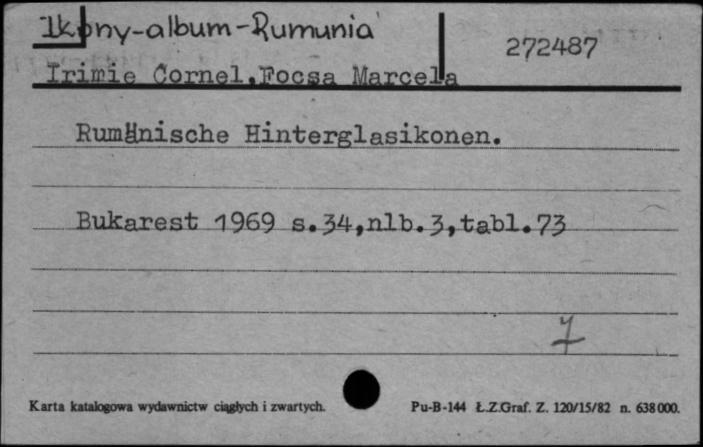 Ikony-album-Rumunia
272487
Irimie Cornel,Focsa Marcela
Rumänische Hinterglasikonen.
Bukarest 1969 s.34,nlb.3,tabl.73
7
Karta katalogowa wydawnictw ciągłych i zwartych.
Pu-B-144 Ł.Z.Graf. Z. 120/15/82 n. 638000.